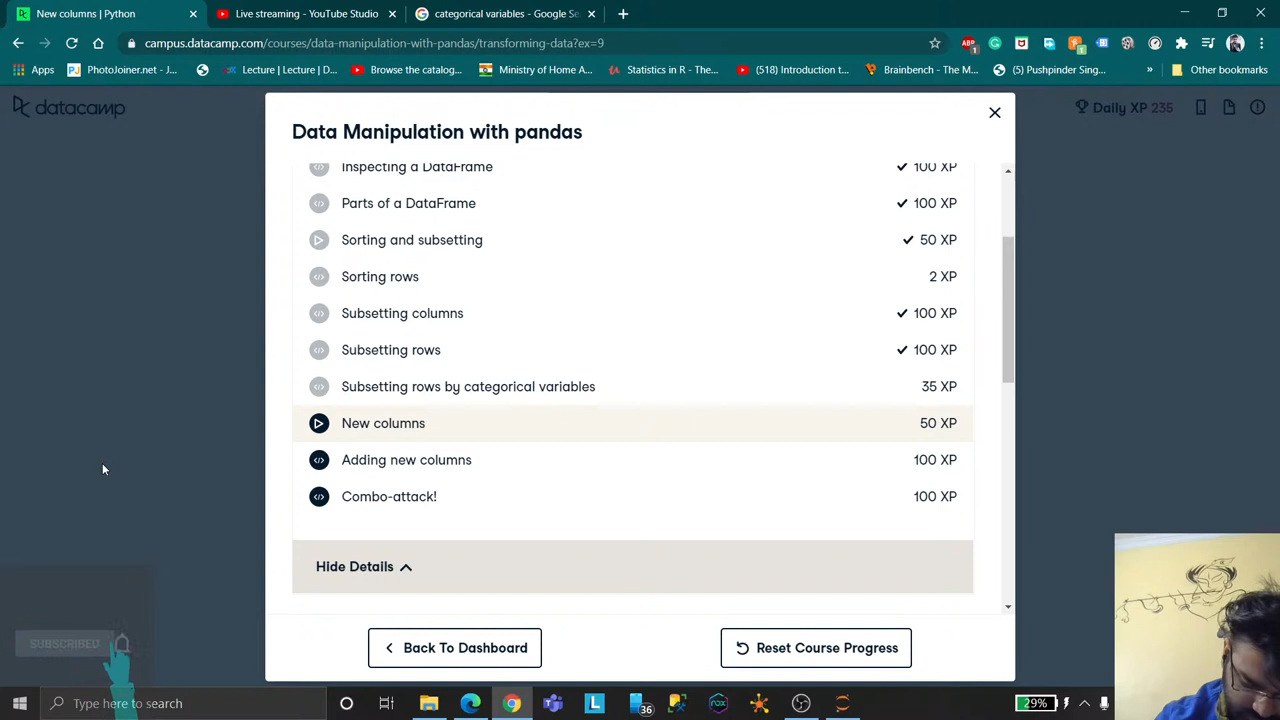 New columns | Python
Live streaming - YouTube Studio
categorical variables - Google Se
campus.datacamp.com/courses/data-manipulation-with-pandas/transforming-data?ex=9
Apps
PhotoJoiner.net - J...
Lecture | Lecture | D...
Browse the catalog...
Ministry of Home A...
Statistics in R - The...
(518) Introduction t...
Brainbench - The M...
(5) Pushpinder Sing...
»
Other bookmarks
datacamp
Daily XP 235
Data Manipulation with pandas
Inspecting a DataFrame 100 XP
Parts of a DataFrame 100 XP
Sorting and subsetting 50 XP
Sorting rows 2 XP
Subsetting columns 100 XP
Subsetting rows 100 XP
Subsetting rows by categorical variables 35 XP
New columns 50 XP
Adding new columns 100 XP
Combo-attack! 100 XP
Hide Details
Back To Dashboard
Reset Course Progress
SUBSCRIBED
Type here to search
36
29%